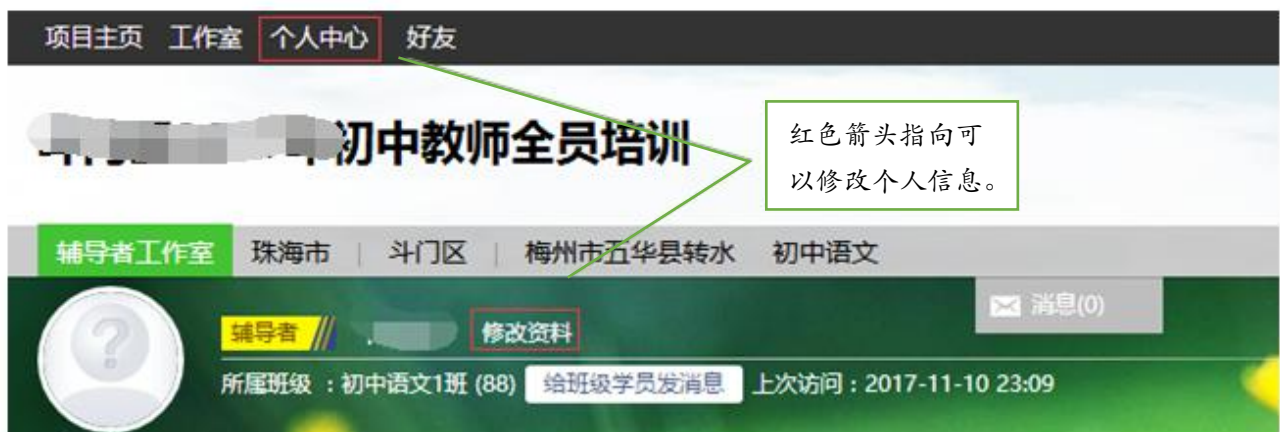 项目主页 工作室 个人中心 好友
初中教师全员培训
红色箭头指向可
以修改个人信息。
辅导者工作室 珠海市 | 斗门区 | 梅州市五华县转水 初中语文
消息(0)
辅导者 修改资料
所属班级 :初中语文1班 (88) 给班级学员发消息 上次访问:2017-11-10 23:09